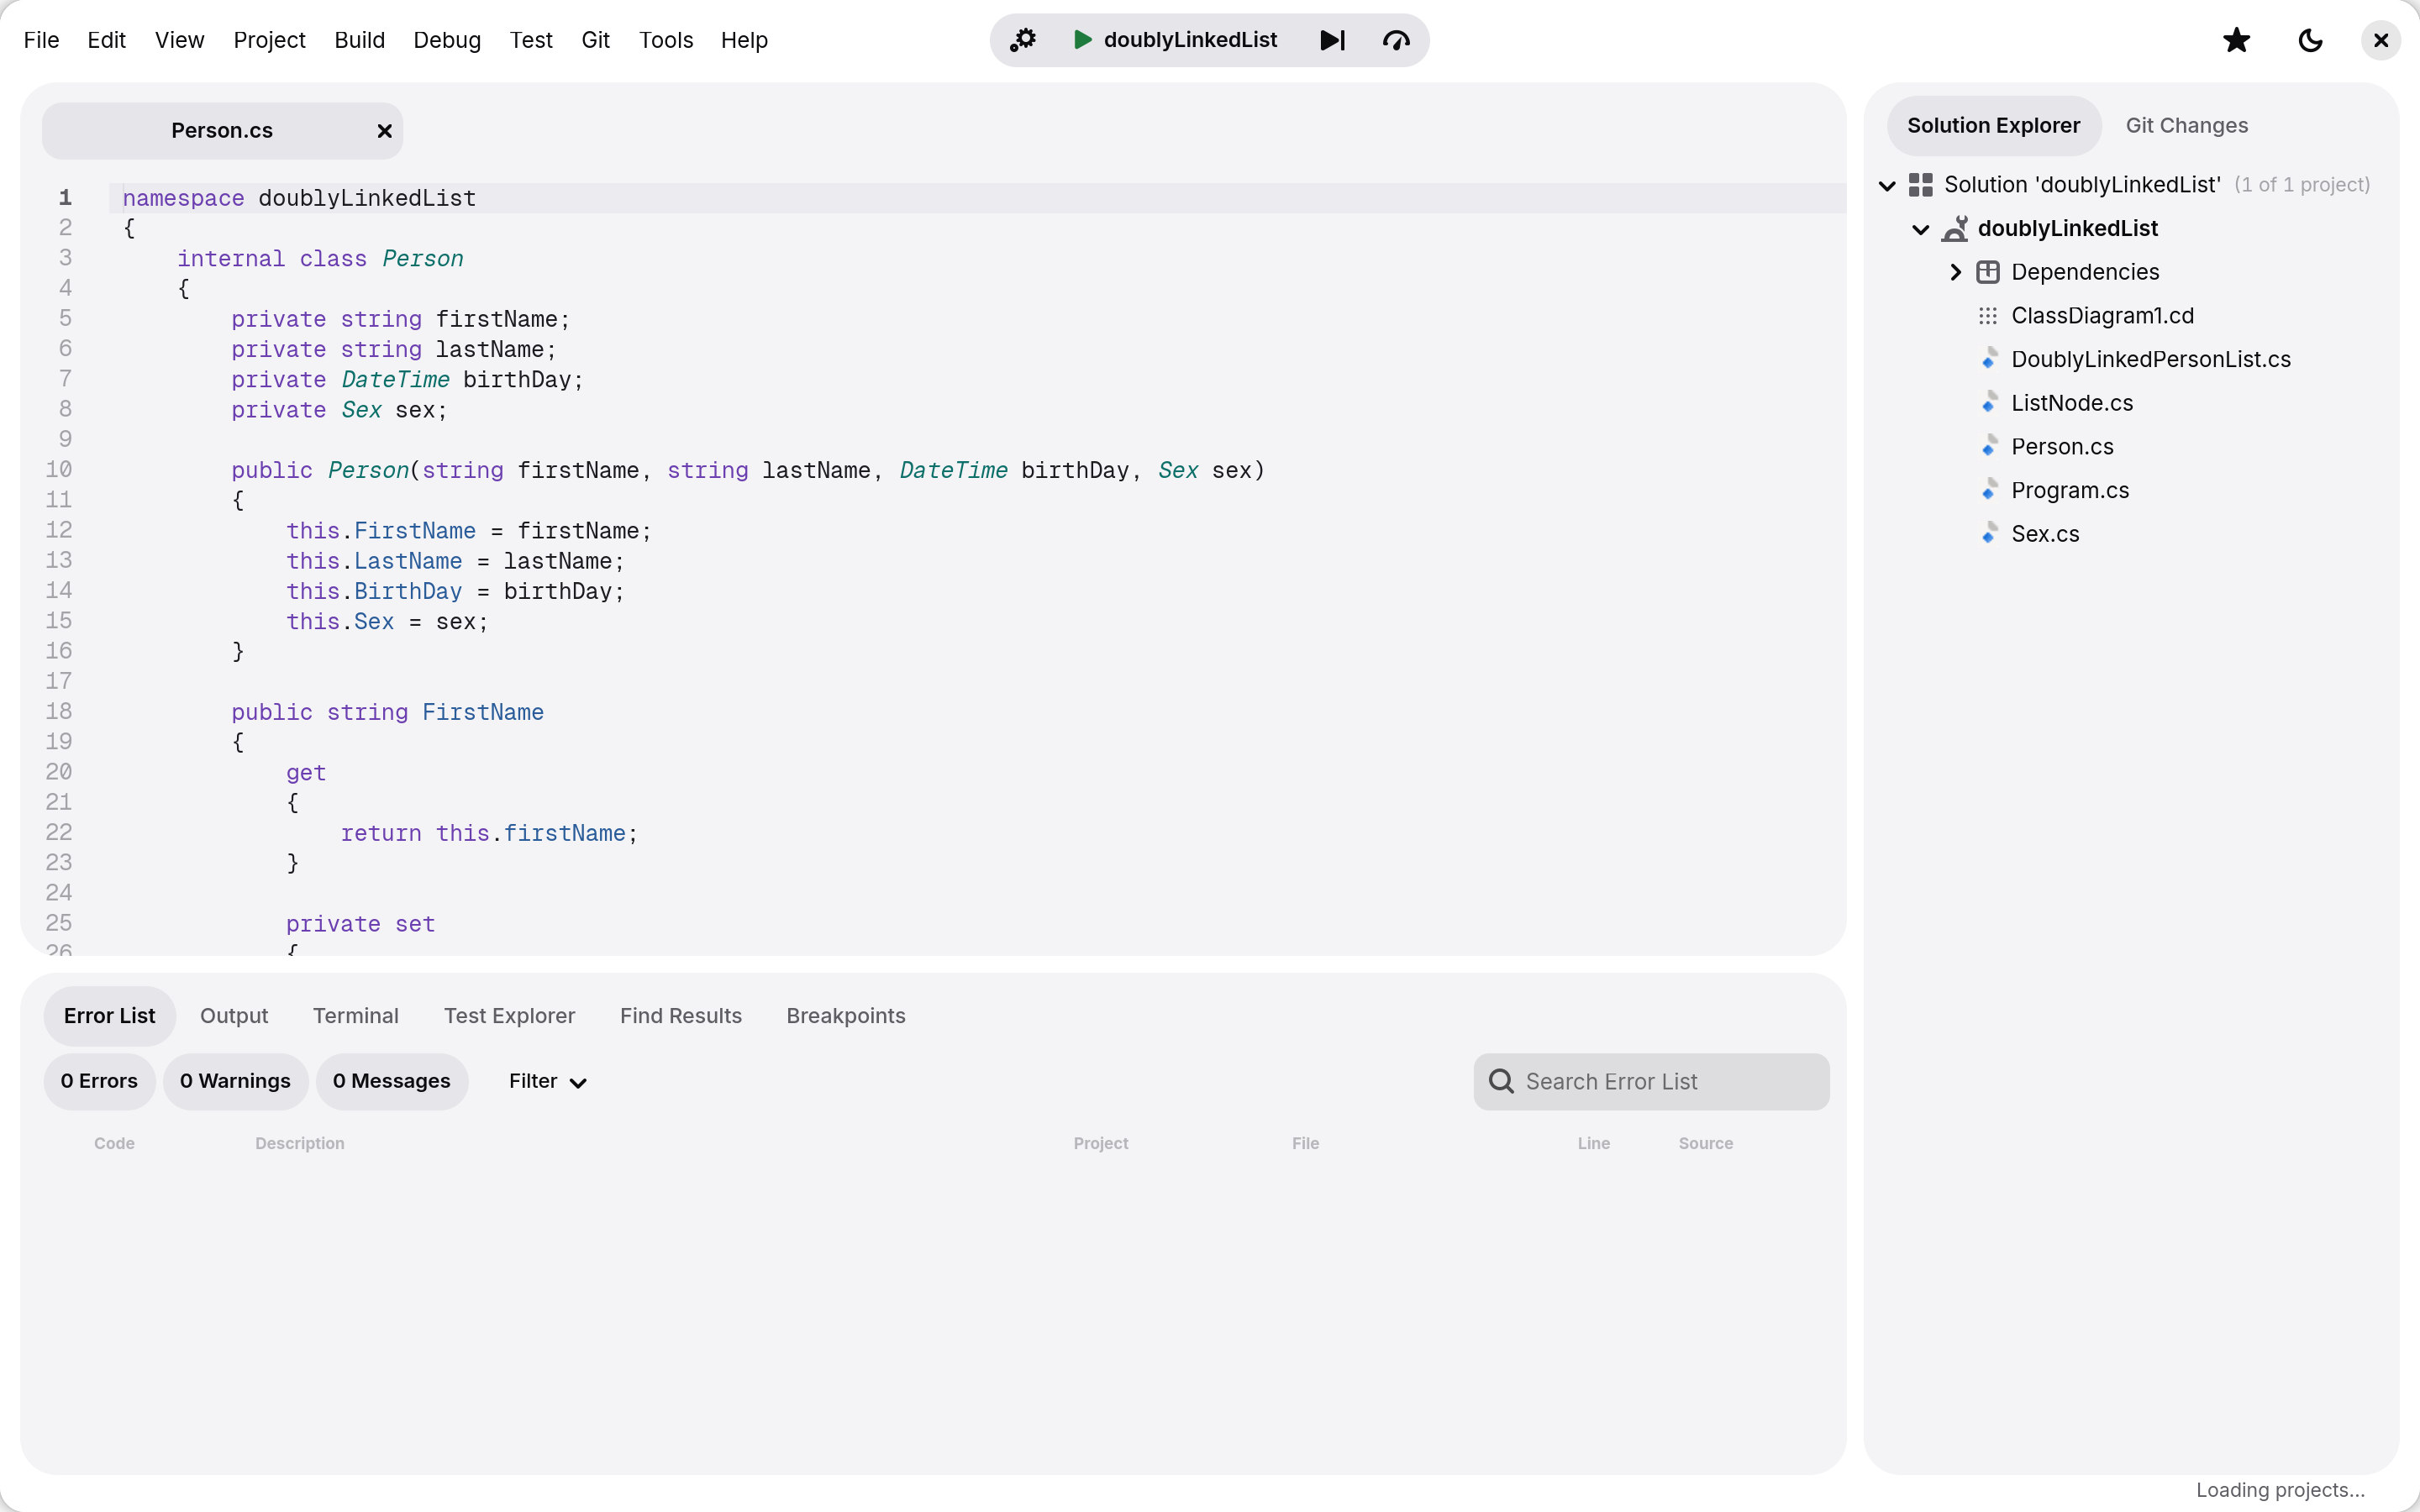 File Edit View Project Build Debug Test Git Tools Help
doublyLinkedList
Person.cs
1 namespace doublyLinkedList
2 {
3     internal class Person
4     {
5         private string firstName;
6         private string lastName;
7         private DateTime birthDay;
8         private Sex sex;
9
10         public Person(string firstName, string lastName, DateTime birthDay, Sex sex)
11         {
12             this.FirstName = firstName;
13             this.LastName = lastName;
14             this.BirthDay = birthDay;
15             this.Sex = sex;
16         }
17
18         public string FirstName
19         {
20             get
21             {
22                 return this.firstName;
23             }
24
25             private set
26             {
Error List Output Terminal Test Explorer Find Results Breakpoints
0 Errors 0 Warnings 0 Messages Filter Search Error List
Code Description Project File Line Source
Solution Explorer Git Changes
Solution 'doublyLinkedList' (1 of 1 project)
doublyLinkedList
Dependencies
ClassDiagram1.cd
DoublyLinkedPersonList.cs
ListNode.cs
Person.cs
Program.cs
Sex.cs
Loading projects...